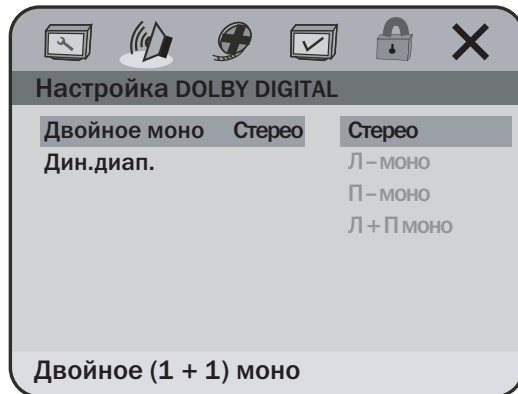 Настройка DOLBY DIGITAL
Двойное моно Стерео Стерео
Дин.диап. Л – моно
П – моно
Л + П моно
Двойное (1 + 1) моно